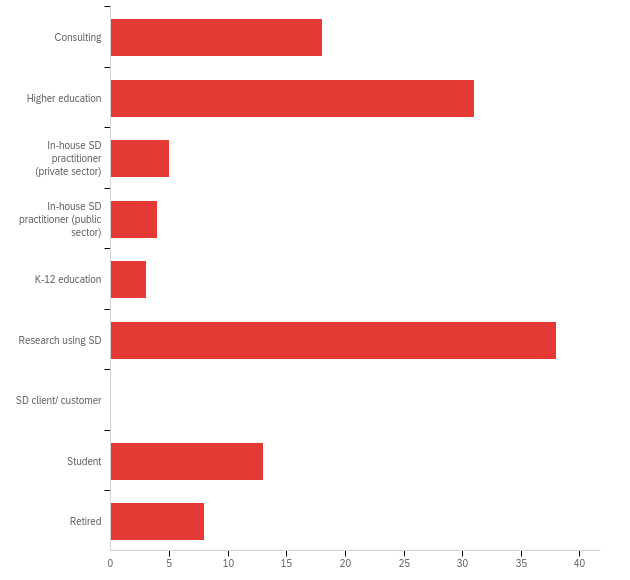 Consulting
Higher education
In-house SD
practitioner
(private sector)
In-house SD
practitioner (public
sector)
K-12 education
Research using SD
SD client/ customer
Student
Retired
0 5 10 15 20 25 30 35 40